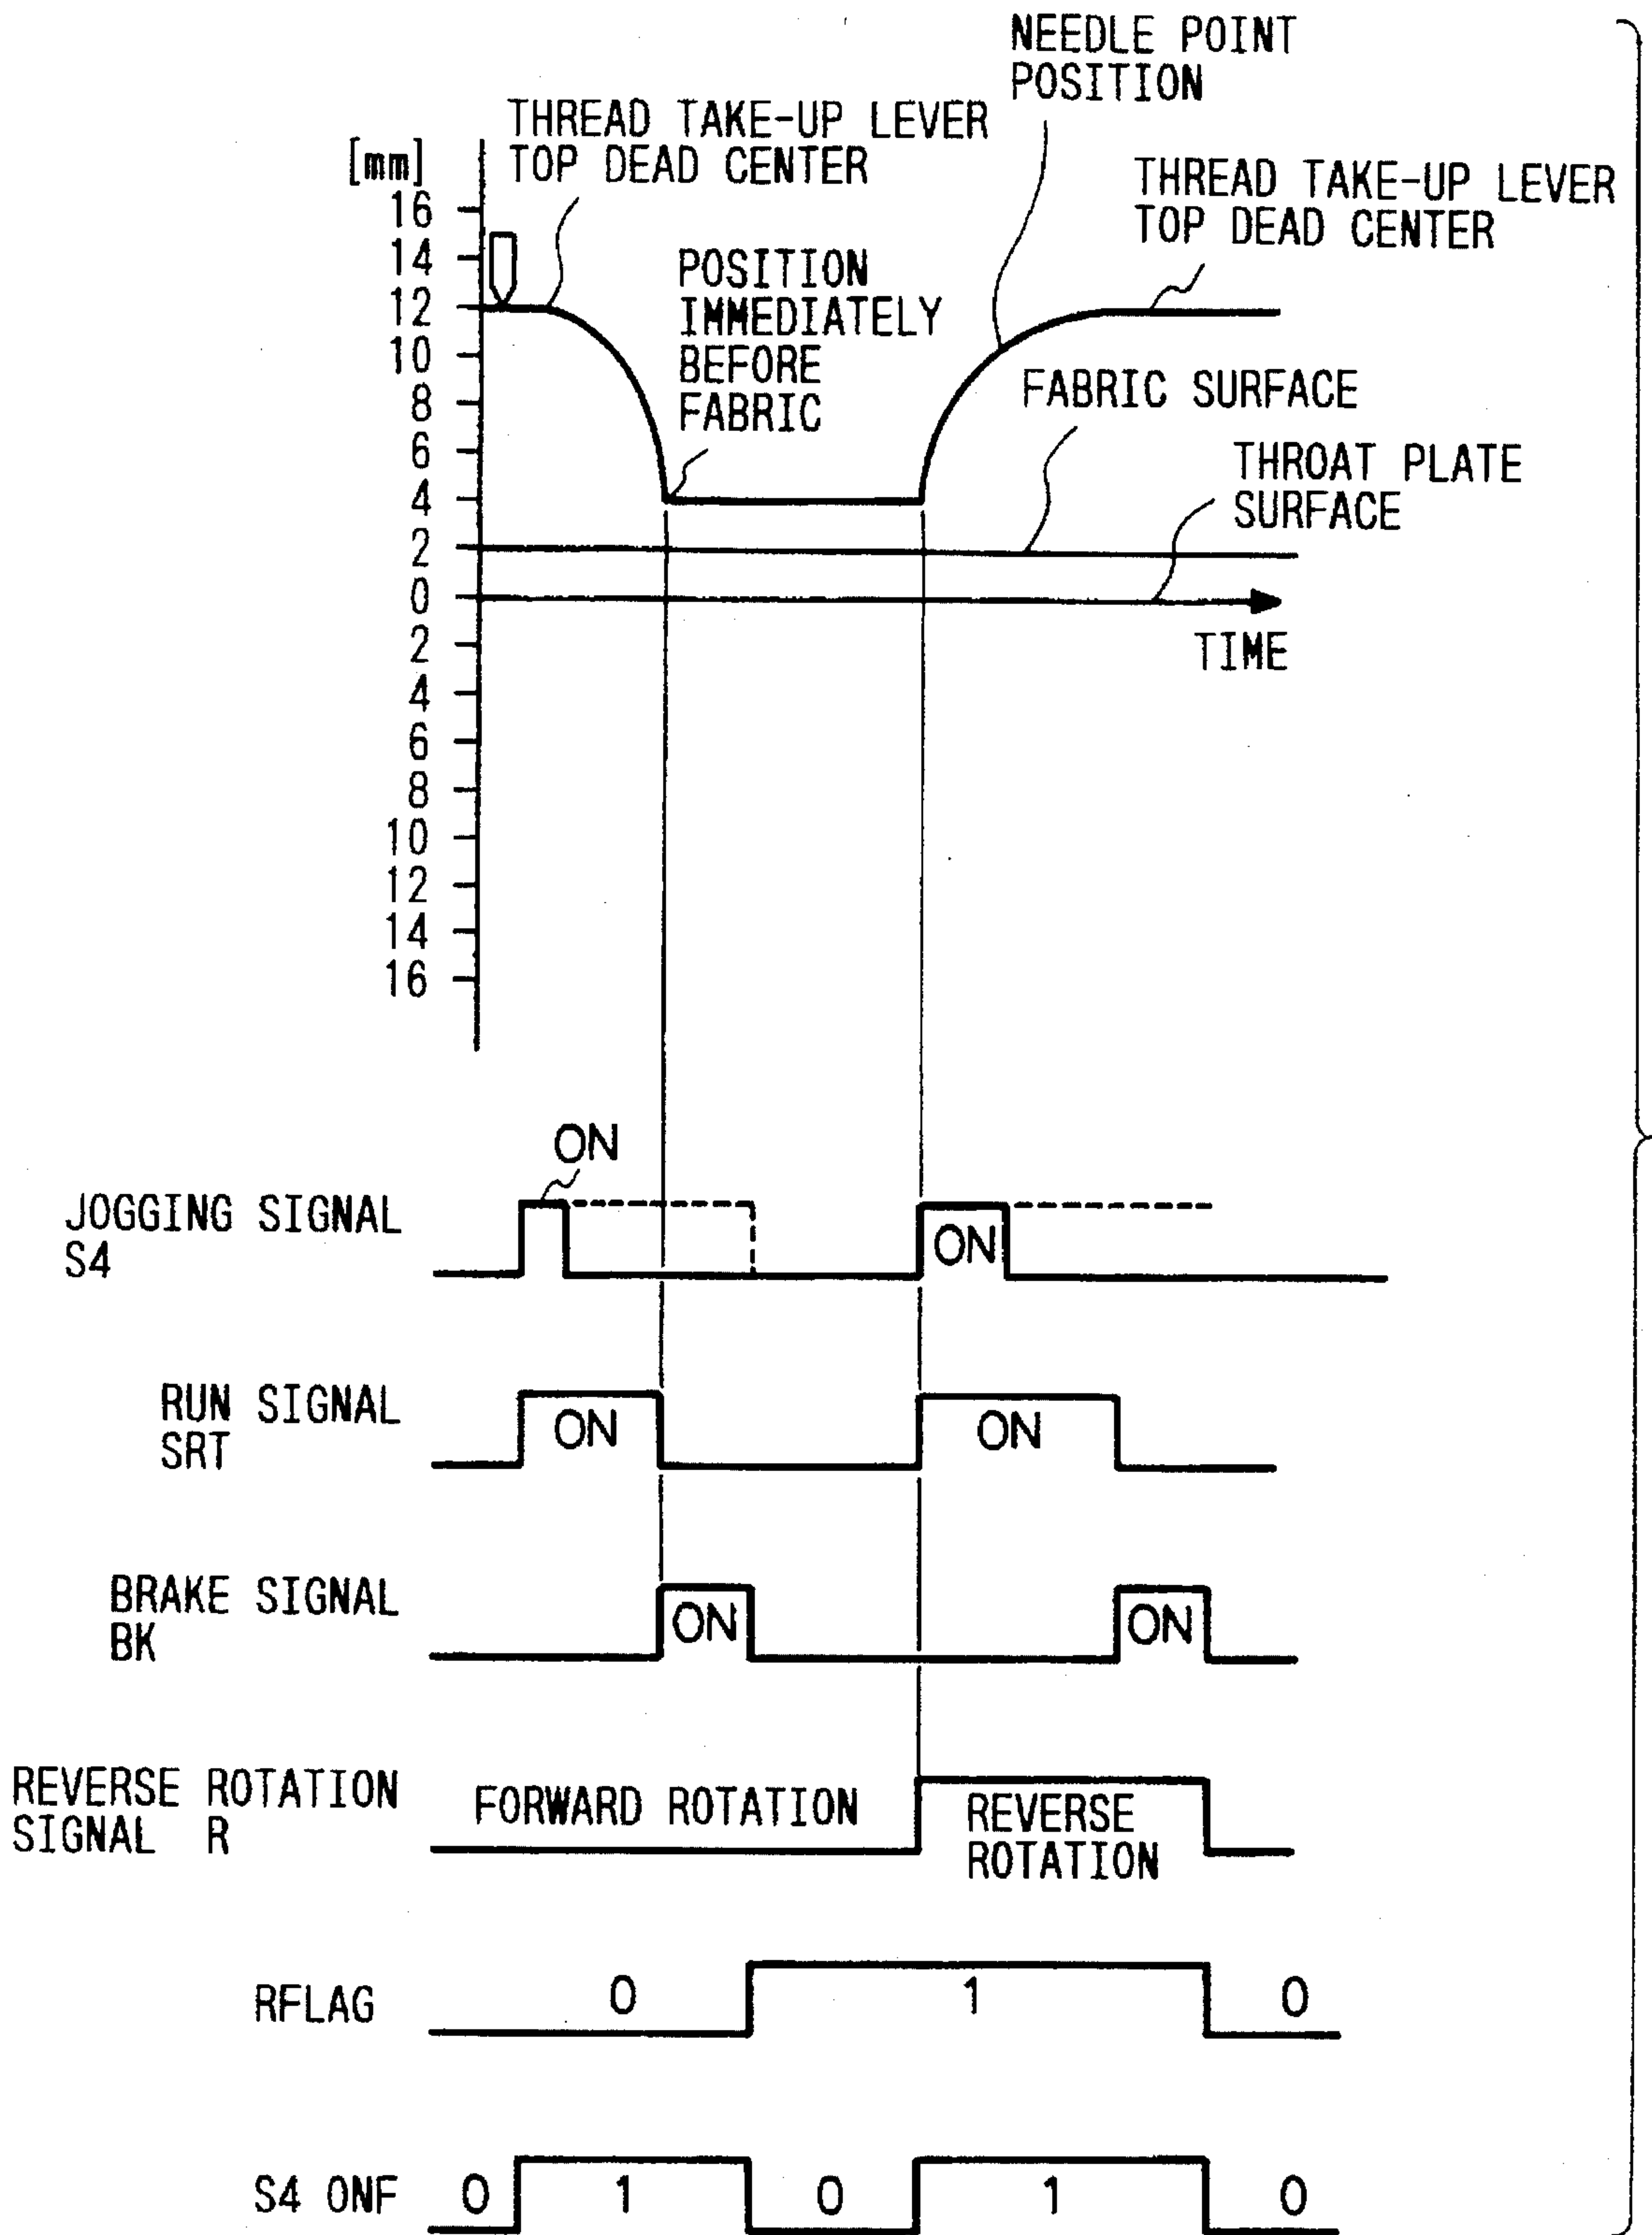 NEEDLE POINT
POSITION
THREAD TAKE-UP LEVER
TOP DEAD CENTER
[mm]
THREAD TAKE-UP LEVER
TOP DEAD CENTER
POSITION
IMMEDIATELY
BEFORE
FABRIC
FABRIC SURFACE
THROAT PLATE
SURFACE
16
14
12
10
8
6
4
2
0
2
4
6
8
10
12
14
16
TIME
ON
JOGGING SIGNAL
S4
ON
RUN SIGNAL
SRT
ON
ON
BRAKE SIGNAL
BK
ON
ON
REVERSE ROTATION
SIGNAL R
FORWARD ROTATION
REVERSE
ROTATION
RFLAG
0
1
0
S4 ONF
0
1
0
1
0